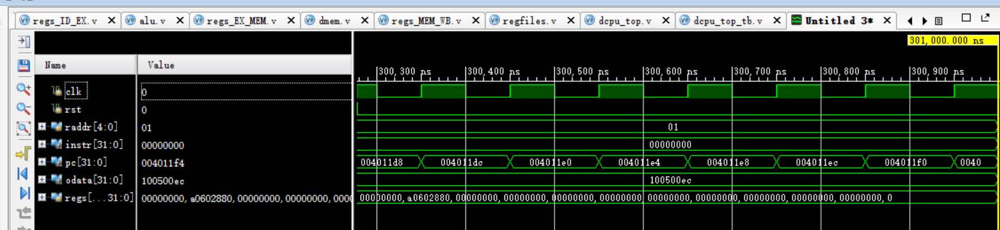 regs_ID_EX.v alu.v regs_EX_MEM.v dmem.v regs_MEM_WB.v regfiles.v dcpu_top.v dcpu_top_tb.v Untitled 3*
301,000.000 ns
Name Value
300,300 ns 300,400 ns 300,500 ns 300,600 ns 300,700 ns 300,800 ns 300,900 ns
clk 0
rst 0
raddr[4:0] 01 01
instr[31:0] 00000000 00000000
pc[31:0] 004011f4 004011d8 004011dc 004011e0 004011e4 004011e8 004011ec 004011f0 0040
odata[31:0] 100500ec 100500ec
regs[...31:0] 00000000, a0602880, 00000000, 00000000, 000 00000000, a0602880, 00000000, 00000000, 00000000, 00000000, 00000000, 00000000, 00000000, 00000000, 00000000, 0